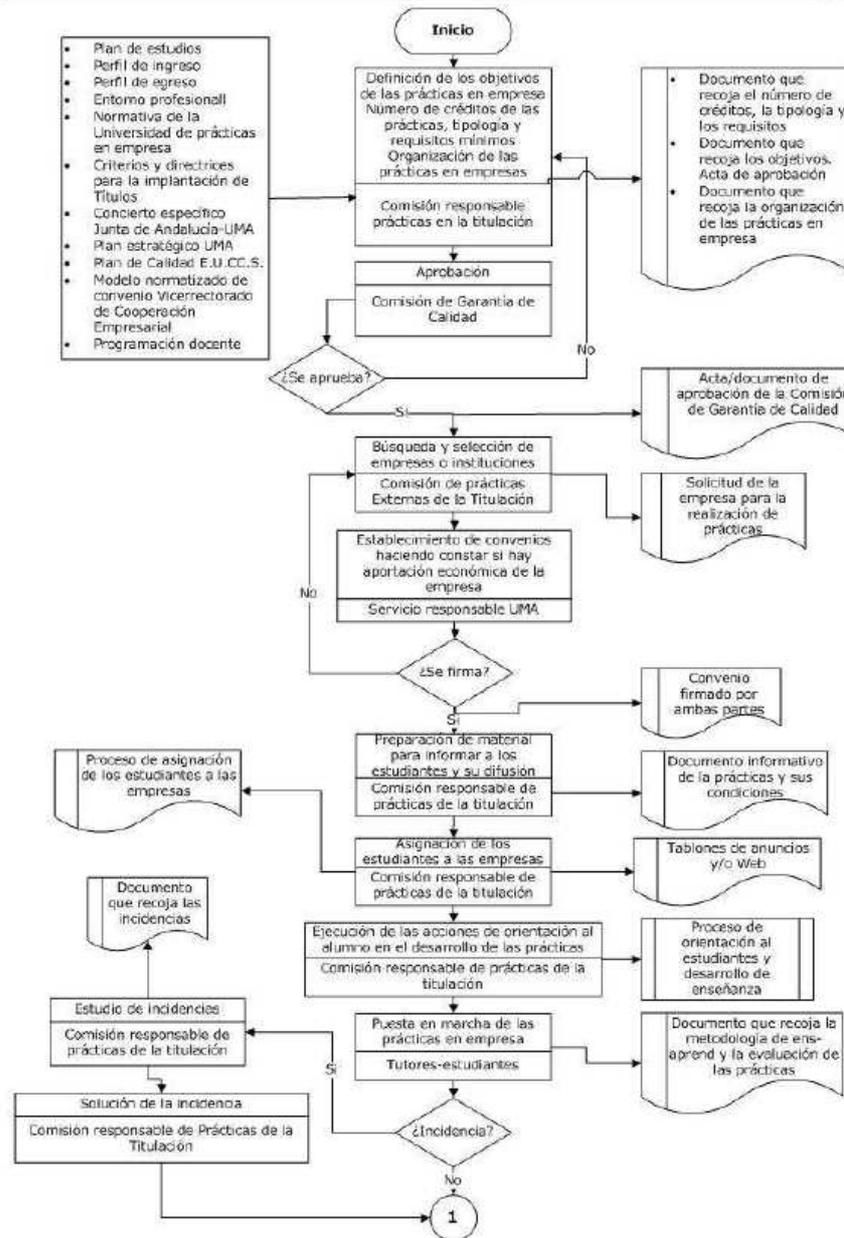 Inicio
Plan de estudios
Perfil de ingreso
Perfil de egreso
Entorno profesionall
Normativa de la
Universidad de prácticas
en empresa
Criterios y directrices
para la implantación de
Títulos
Concierto específico
Junta de Andalucía-UMA
Plan estratégico UMA
Plan de Calidad E.U.CC.S.
Modelo normatizado de
convenio Vicerrectorado
de Cooperación
Empresarial
Programación docente
Definición de los objetivos
de las prácticas en empresa
Número de créditos de las
prácticas, tipología y
requisitos mínimos
Organización de las
prácticas en empresas
Comisión responsable
prácticas en la titulación
Documento que
recoja el número de
créditos, la tipología y
los requisitos
Documento que
recoja los objetivos.
Acta de aprobación
Documento que
recoja la organización
de las prácticas en
empresa
Aprobación
Comisión de Garantía de
Calidad
No
¿Se aprueba?
Si
Acta/documento de
aprobación de la Comisión
de Garantía de Calidad
Búsqueda y selección de
empresas o instituciones
Comisión de prácticas
Externas de la Titulación
Solicitud de la
empresa para la
realización de
prácticas
Establecimiento de convenios
haciendo constar si hay
aportación económica de la
empresa
Servicio responsable UMA
No
¿Se firma?
Si
Convenio
firmado por
ambas partes
Preparación de material
para informar a los
estudiantes y su difusión
Comisión responsable de
prácticas de la titulación
Documento informativo
de la prácticas y sus
condiciones
Proceso de asignación
de los estudiantes a las
empresas
Asignación de los
estudiantes a las empresas
Comisión responsable de
prácticas de la titulación
Tablones de anuncios
y/o Web
Documento
que recoja las
incidencias
Ejecución de las acciones de orientación al
alumno en el desarrollo de las prácticas
Comisión responsable de prácticas de la
titulación
Proceso de
orientación al
estudiantes y
desarrollo de
enseñanza
Estudio de incidencias
Comisión responsable de
prácticas de la titulación
Puesta en marcha de las
prácticas en empresa
Tutores-estudiantes
Documento que recoja la
metodología de ens-
aprend y la evaluación de
las prácticas
Si
Solución de la incidencia
Comisión responsable de Prácticas de la
Titulación
¿Incidencia?
No
1